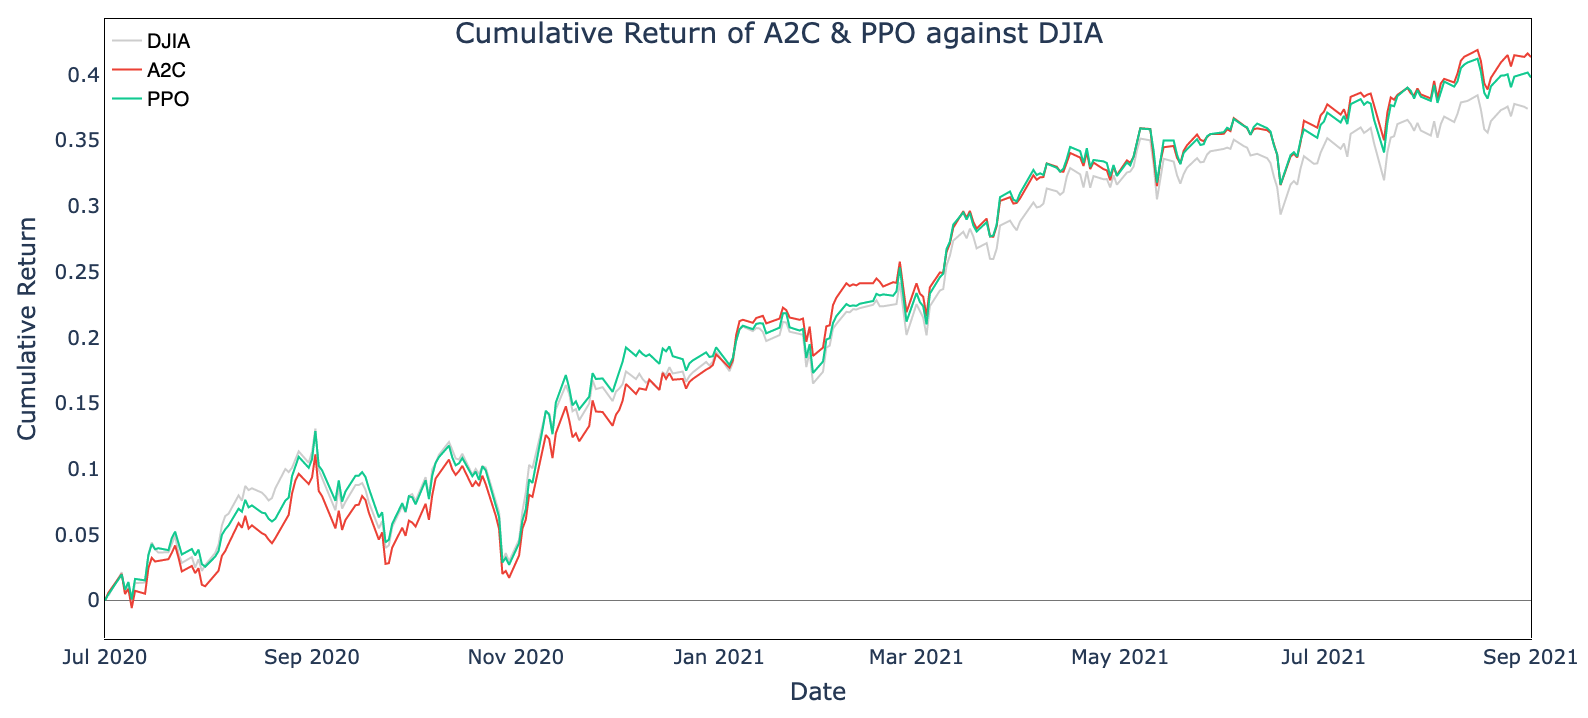 Cumulative Return of A2C & PPO against DJIA
DJIA
A2C
PPO
Cumulative Return
0.4
0.35
0.3
0.25
0.2
0.15
0.1
0.05
0
Jul 2020 Sep 2020 Nov 2020 Jan 2021 Mar 2021 May 2021 Jul 2021 Sep 2021
Date